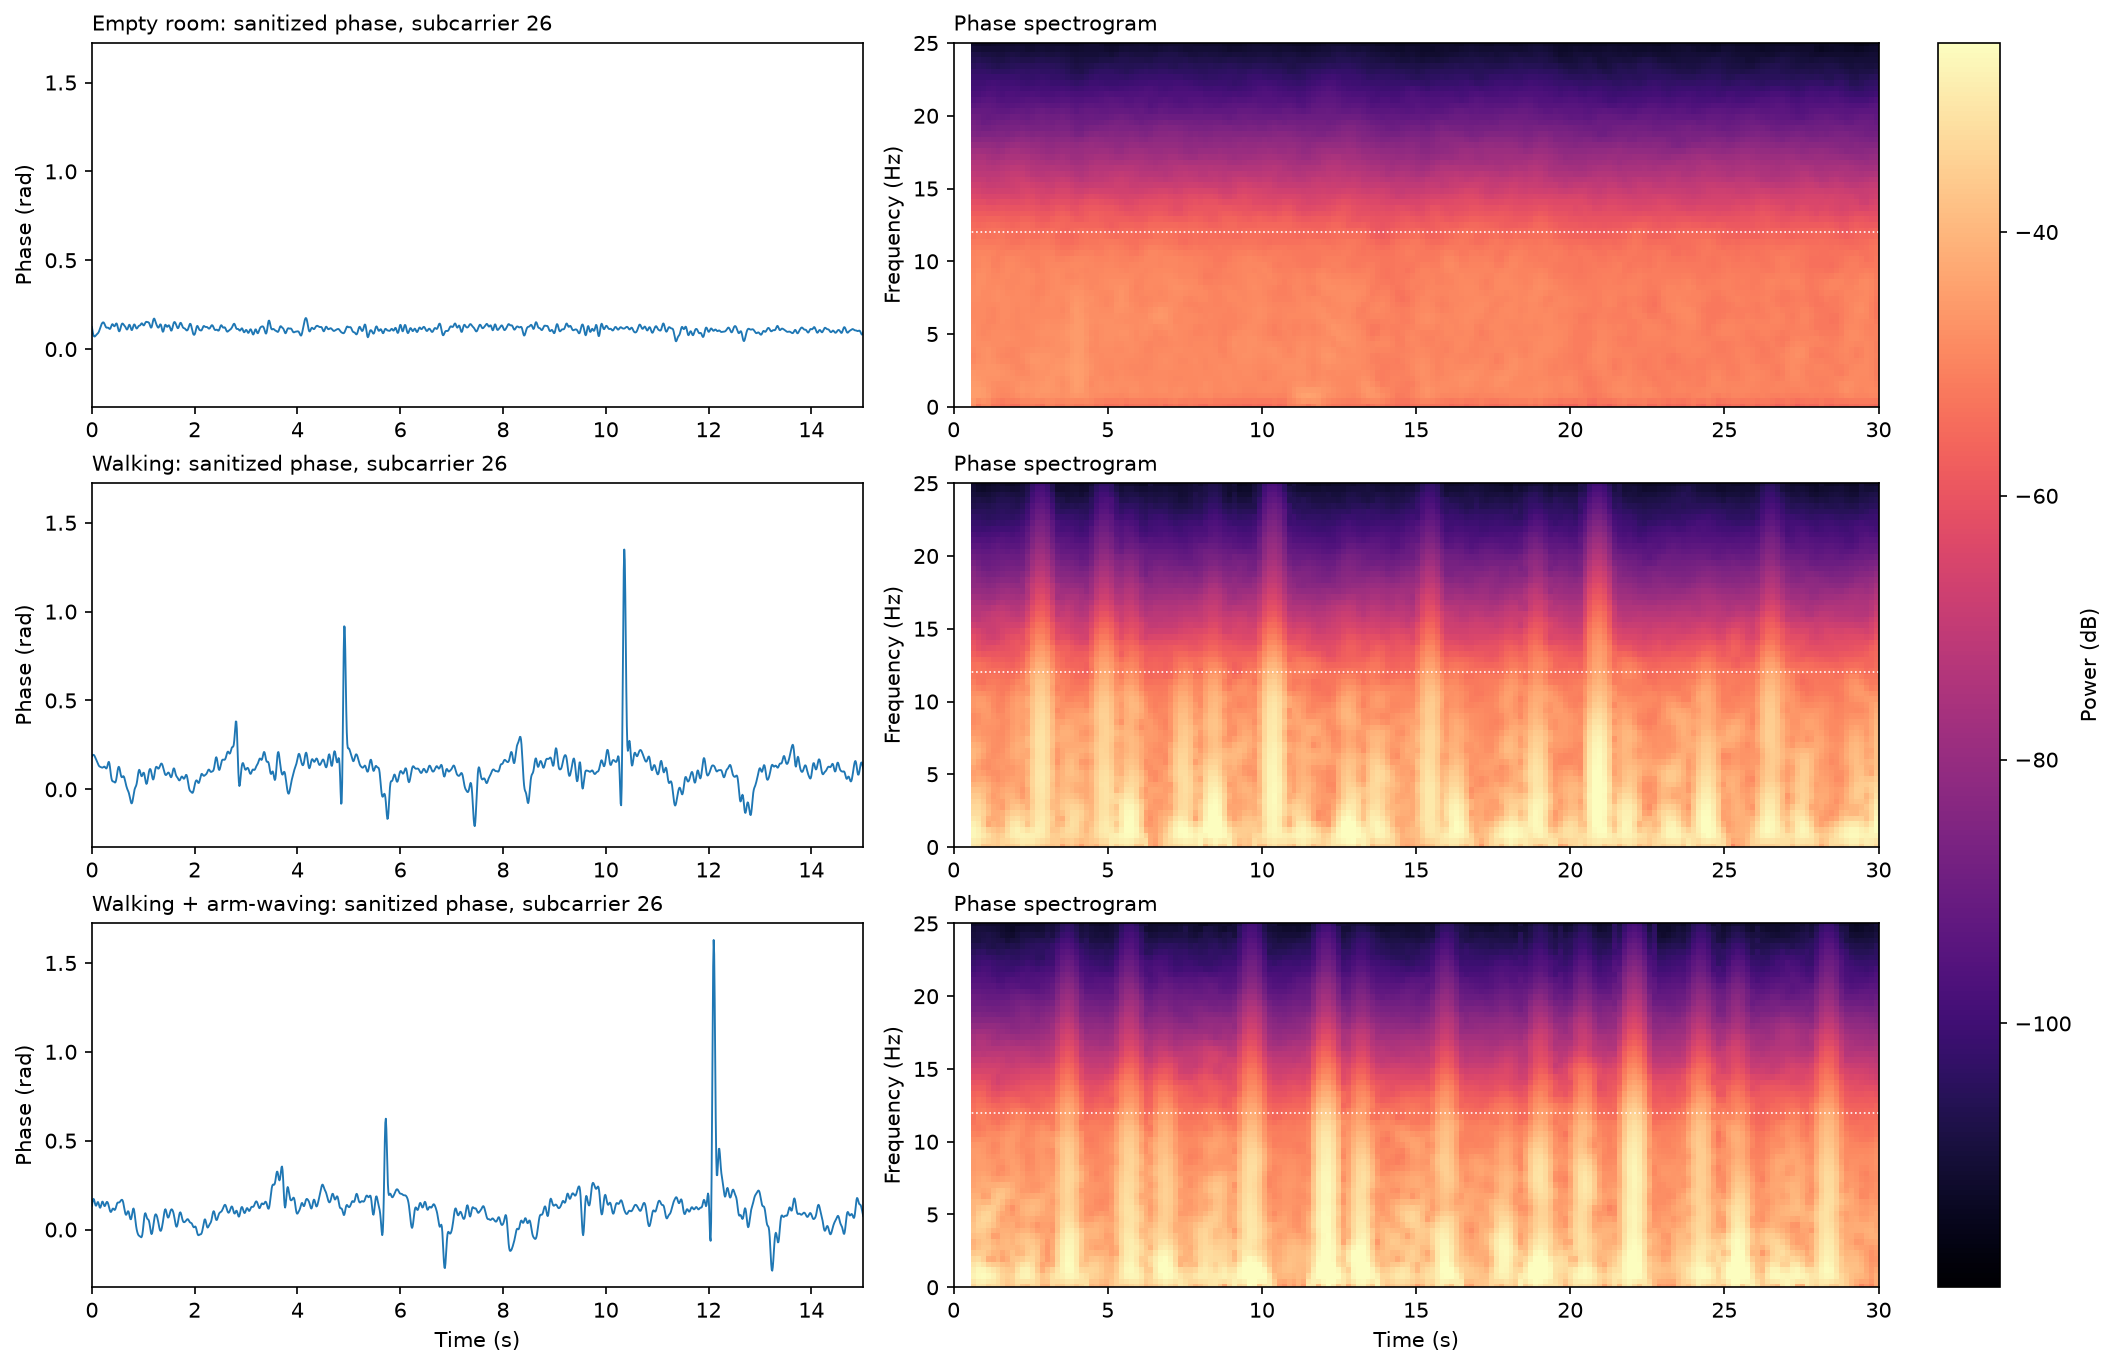 Empty room: sanitized phase, subcarrier 26
Phase spectrogram
Phase (rad)
1.5
1.0
0.5
0.0
0 2 4 6 8 10 12 14
Frequency (Hz)
25
20
15
10
5
0
0 5 10 15 20 25 30
Walking: sanitized phase, subcarrier 26
Phase spectrogram
Phase (rad)
1.5
1.0
0.5
0.0
0 2 4 6 8 10 12 14
Frequency (Hz)
25
20
15
10
5
0
0 5 10 15 20 25 30
Walking + arm-waving: sanitized phase, subcarrier 26
Phase spectrogram
Phase (rad)
1.5
1.0
0.5
0.0
0 2 4 6 8 10 12 14
Time (s)
Frequency (Hz)
25
20
15
10
5
0
0 5 10 15 20 25 30
Time (s)
−40
−60
−80
−100
Power (dB)